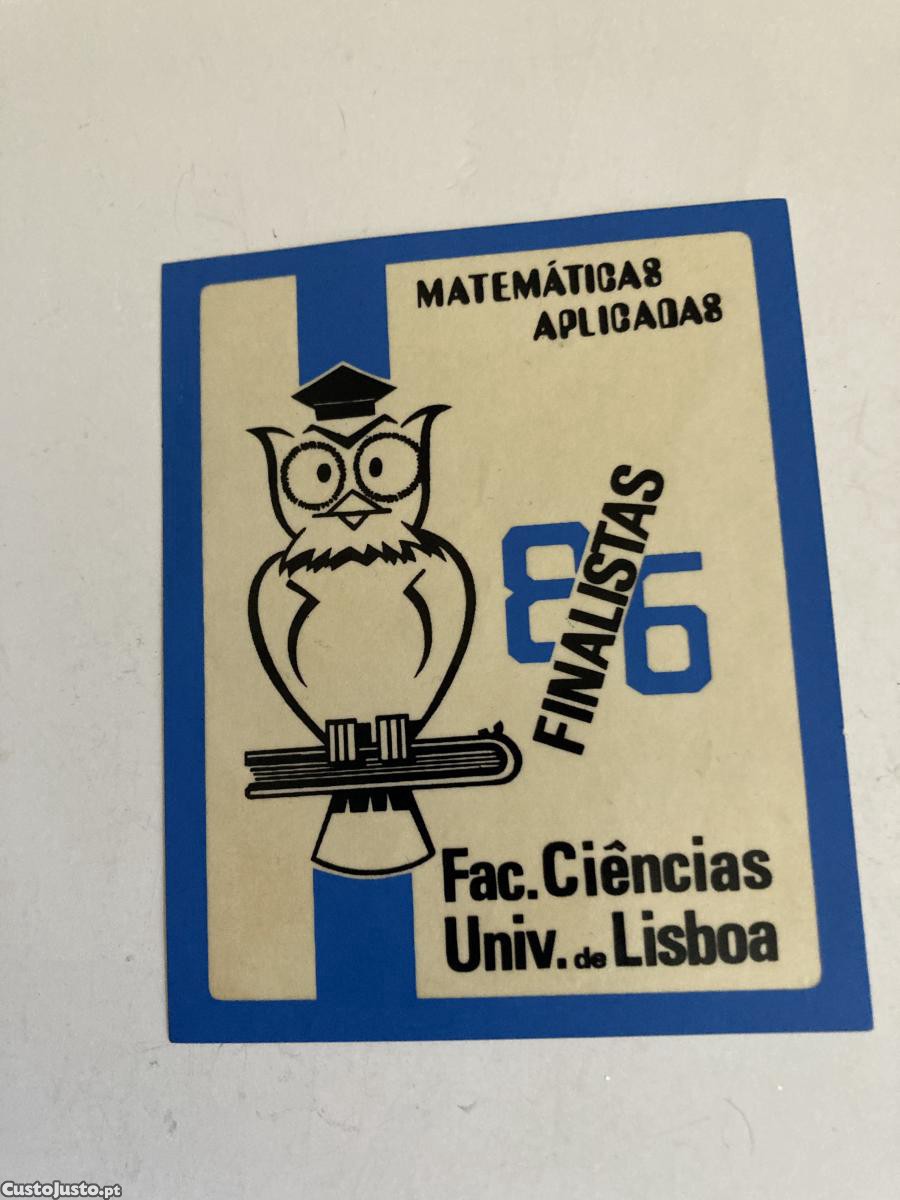 MATEMÁTICAS
APLICADAS
86
FINALISTAS
Fac. Ciências
Univ. de Lisboa
CustoJusto.pt